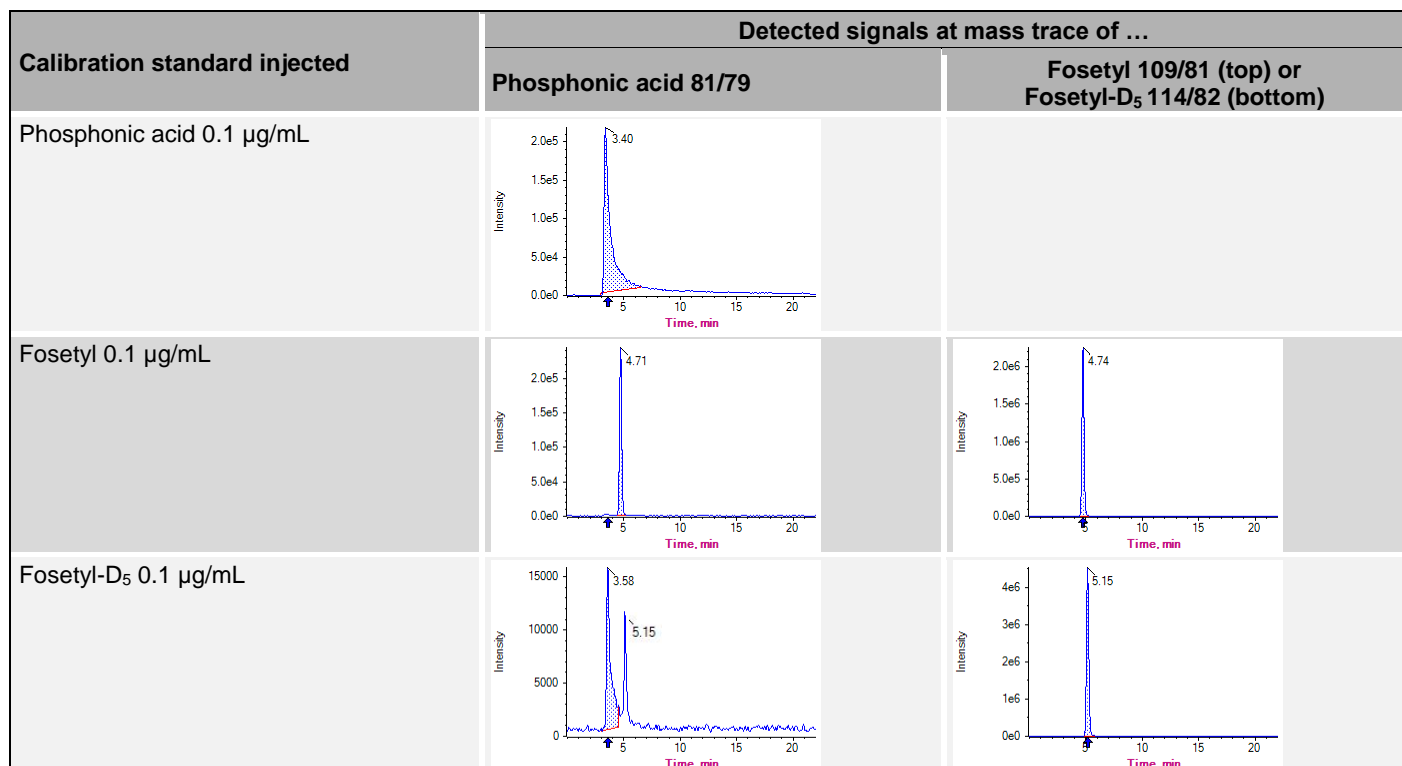 Calibration standard injected
Detected signals at mass trace of …
Phosphonic acid 81/79
Fosetyl 109/81 (top) or
Fosetyl-D₅ 114/82 (bottom)
Phosphonic acid 0.1 µg/mL
3.40
2.0e5
1.5e5
1.0e5
5.0e4
0.0e0
Intensity
5 10 15 20
Time, min
Fosetyl 0.1 µg/mL
4.71
2.0e5
1.5e5
1.0e5
5.0e4
0.0e0
Intensity
5 10 15 20
Time, min
4.74
2.0e6
1.5e6
1.0e6
5.0e5
0.0e0
Intensity
5 10 15 20
Time, min
Fosetyl-D₅ 0.1 µg/mL
3.58
5.15
15000
10000
5000
0
Intensity
5 10 15 20
Time, min
5.15
4e6
3e6
2e6
1e6
0e0
Intensity
5 10 15 20
Time, min